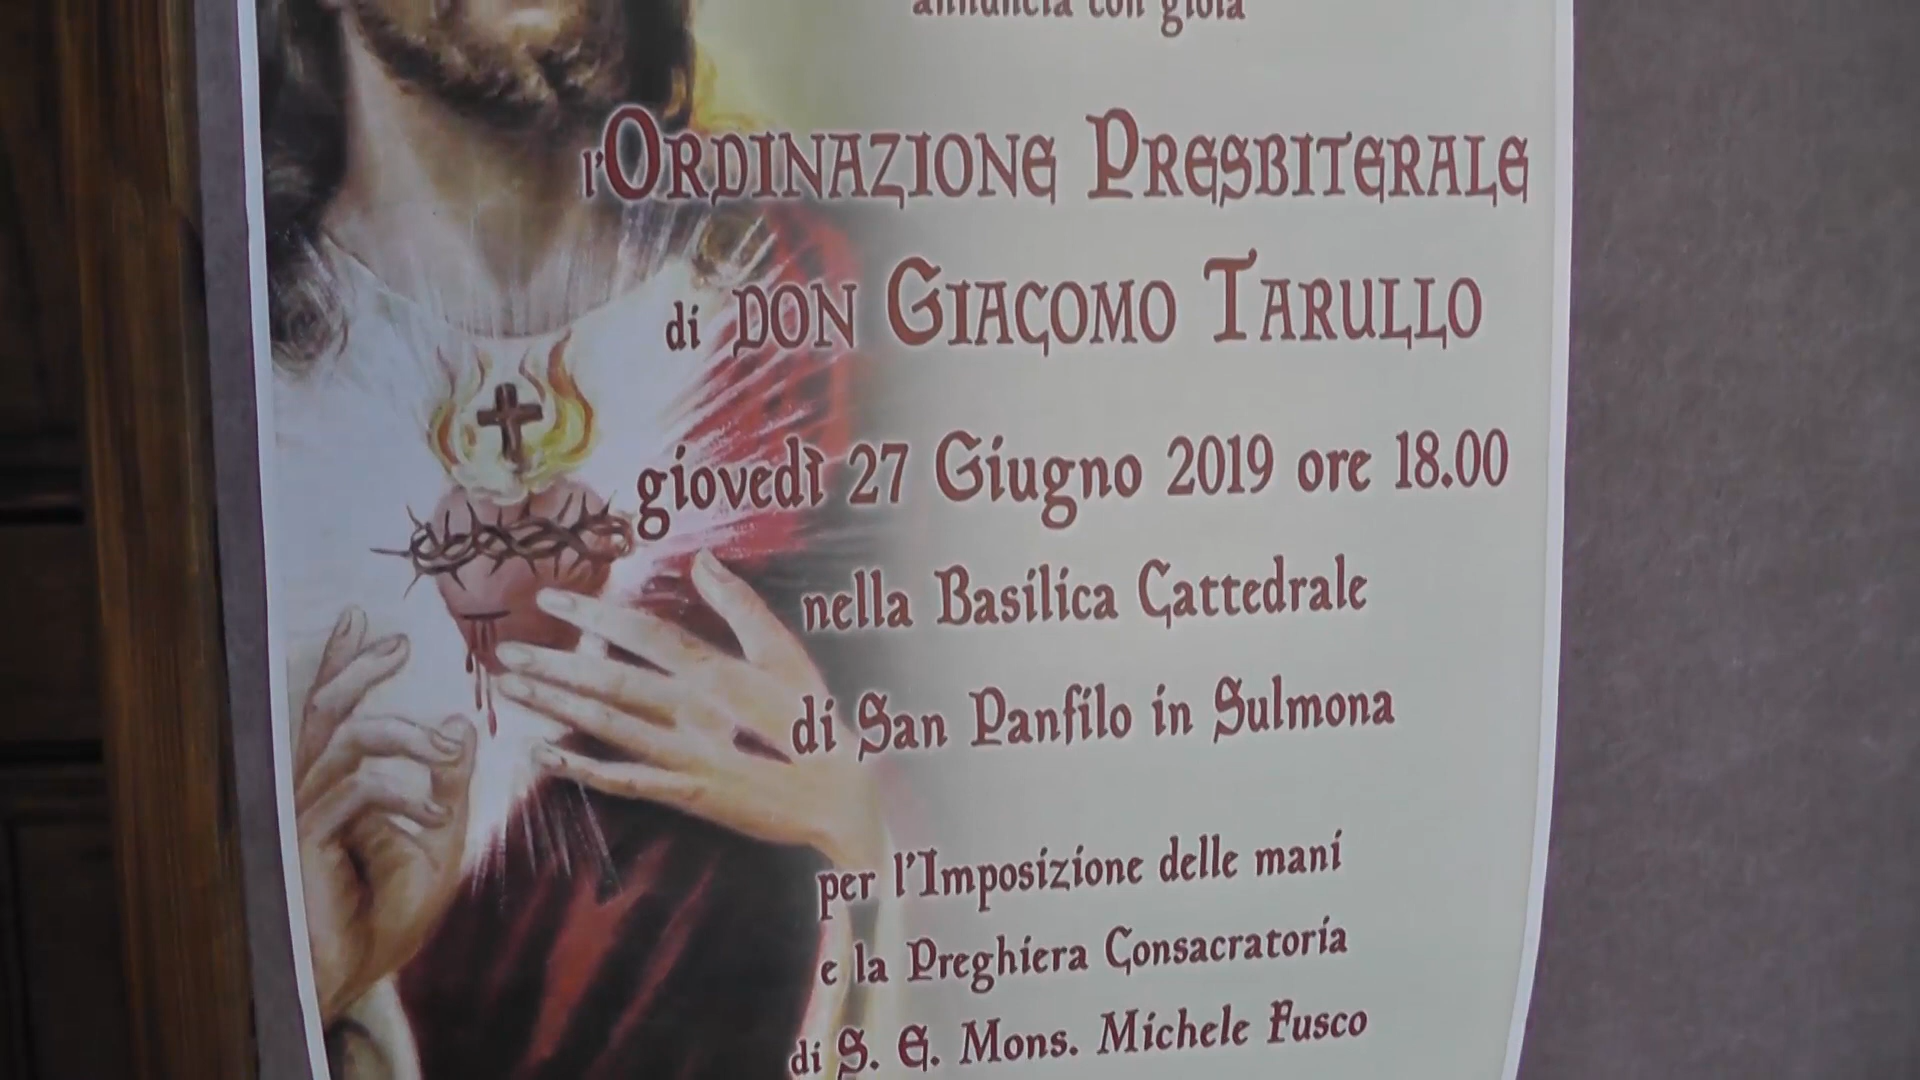 annuncia con gioia
l'Ordinazione Presbiterale
di don Giacomo Tarullo
giovedì 27 Giugno 2019 ore 18.00
nella Basilica Cattedrale
di San Panfilo in Sulmona
per l'Imposizione delle mani
e la Preghiera Consacratoria
di S. E. Mons. Michele Fusco